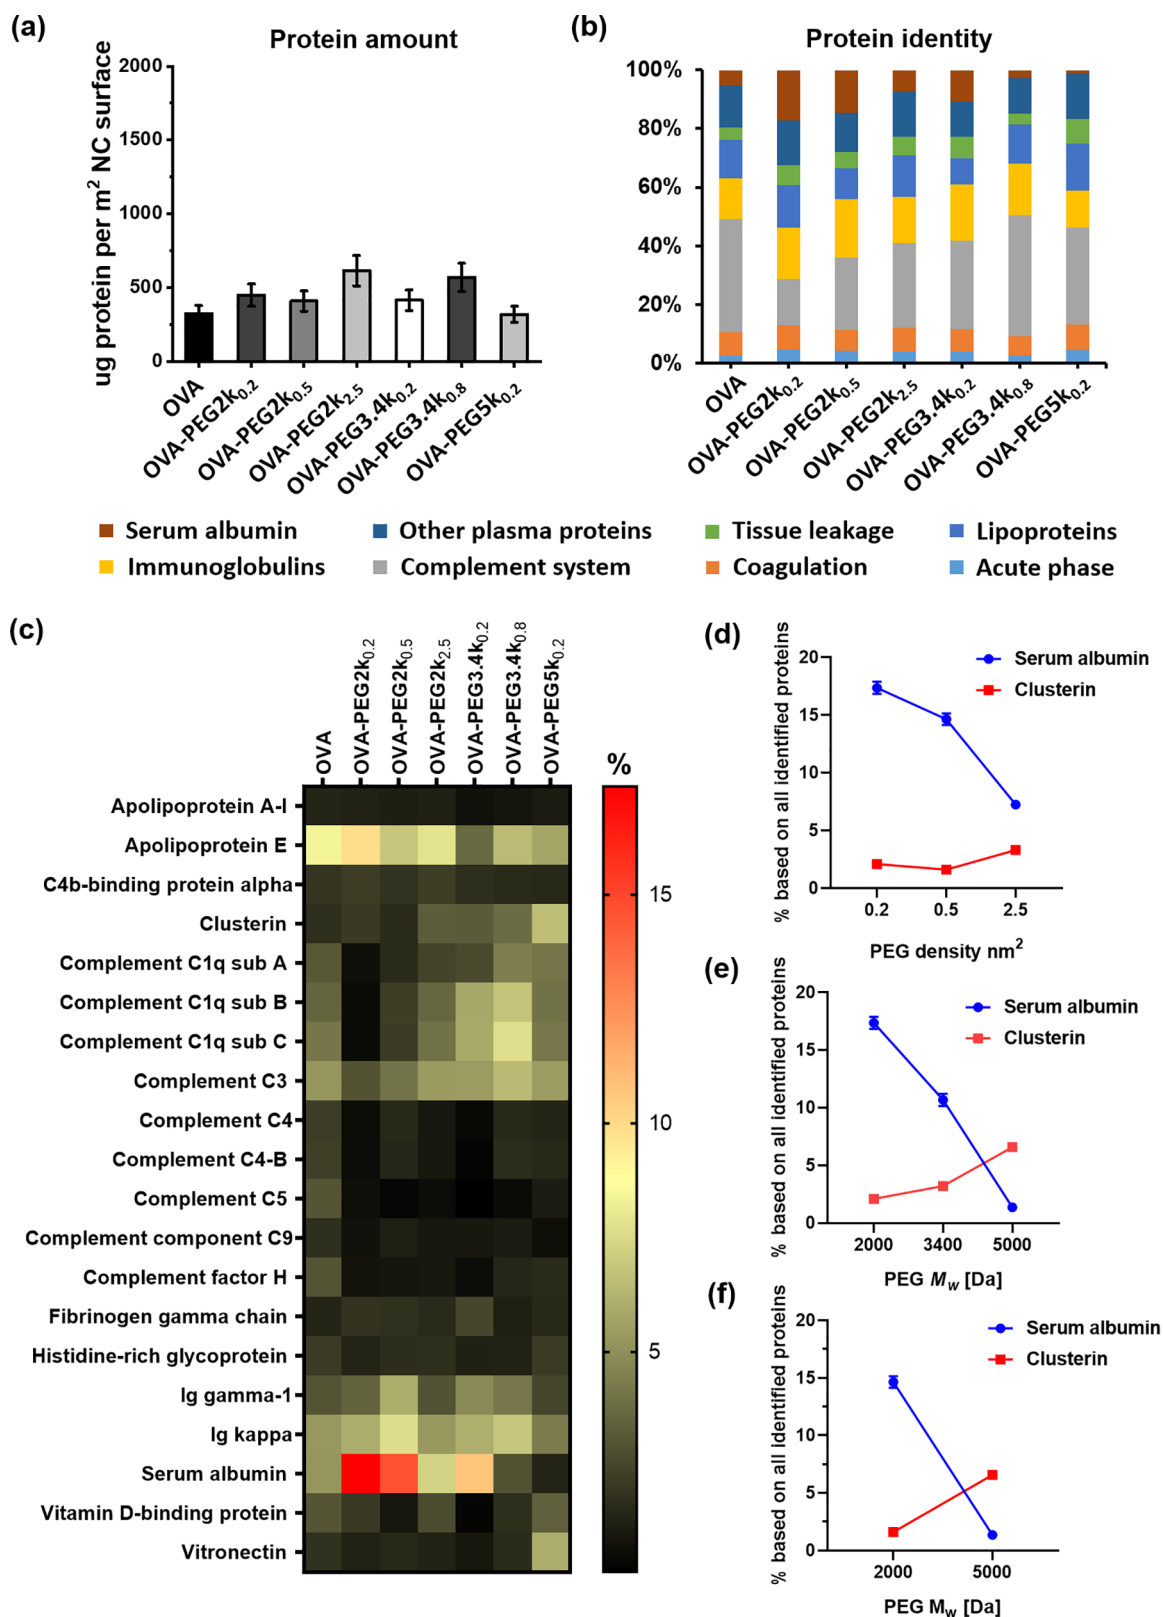 (a)
Protein amount
ug protein per m² NC surface
2000
1500
1000
500
0
OVA
OVA-PEG2k0.2
OVA-PEG2k0.5
OVA-PEG2k2.5
OVA-PEG3.4k0.2
OVA-PEG3.4k0.8
OVA-PEG5k0.2
(b)
Protein identity
100%
80%
60%
40%
20%
0%
OVA
OVA-PEG2k0.2
OVA-PEG2k0.5
OVA-PEG2k2.5
OVA-PEG3.4k0.2
OVA-PEG3.4k0.8
OVA-PEG5k0.2
Serum albumin
Other plasma proteins
Tissue leakage
Lipoproteins
Immunoglobulins
Complement system
Coagulation
Acute phase
(c)
OVA
OVA-PEG2k0.2
OVA-PEG2k0.5
OVA-PEG2k2.5
OVA-PEG3.4k0.2
OVA-PEG3.4k0.8
OVA-PEG5k0.2
Apolipoprotein A-I
Apolipoprotein E
C4b-binding protein alpha
Clusterin
Complement C1q sub A
Complement C1q sub B
Complement C1q sub C
Complement C3
Complement C4
Complement C4-B
Complement C5
Complement component C9
Complement factor H
Fibrinogen gamma chain
Histidine-rich glycoprotein
Ig gamma-1
Ig kappa
Serum albumin
Vitamin D-binding protein
Vitronectin
%
15
10
5
(d)
% based on all identified proteins
20
15
10
5
0
Serum albumin
Clusterin
0.2
0.5
2.5
PEG density nm²
(e)
% based on all identified proteins
20
15
10
5
0
Serum albumin
Clusterin
2000
3400
5000
PEG Mw [Da]
(f)
% based on all identified proteins
20
15
10
5
0
Serum albumin
Clusterin
2000
5000
PEG Mw [Da]